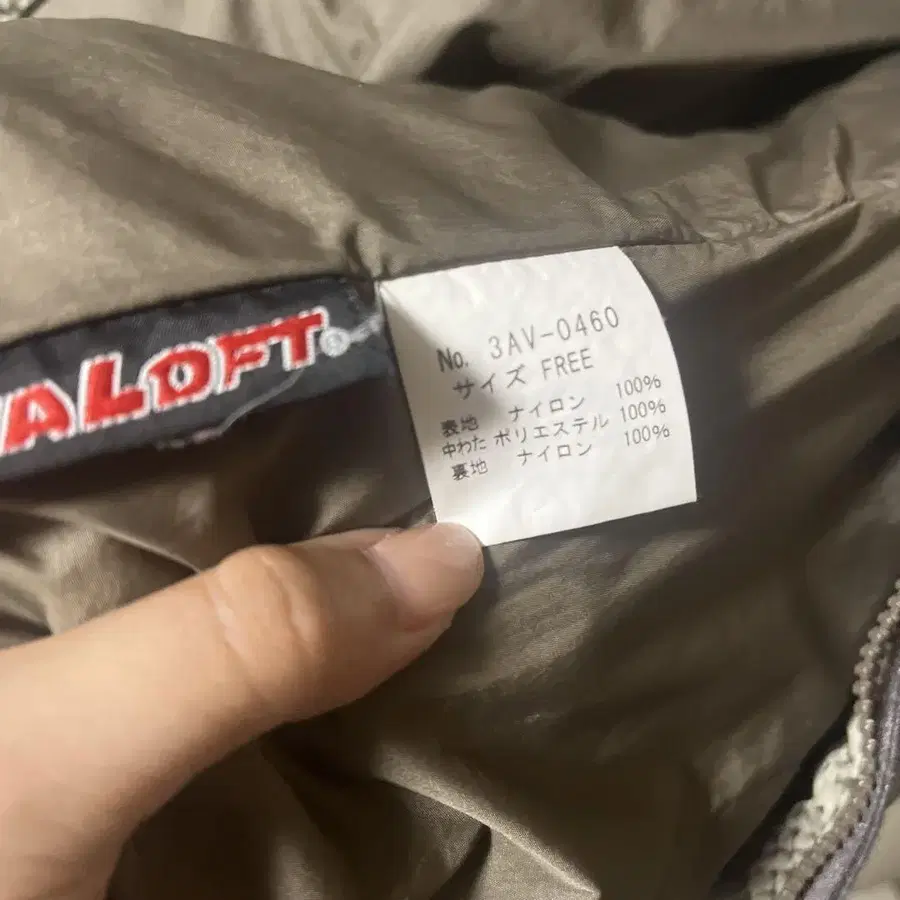 ALOFT®
No. 3AV-0460
サイズ FREE
表地 ナイロン 100%
中わた ポリエステル 100%
裏地 ナイロン 100%